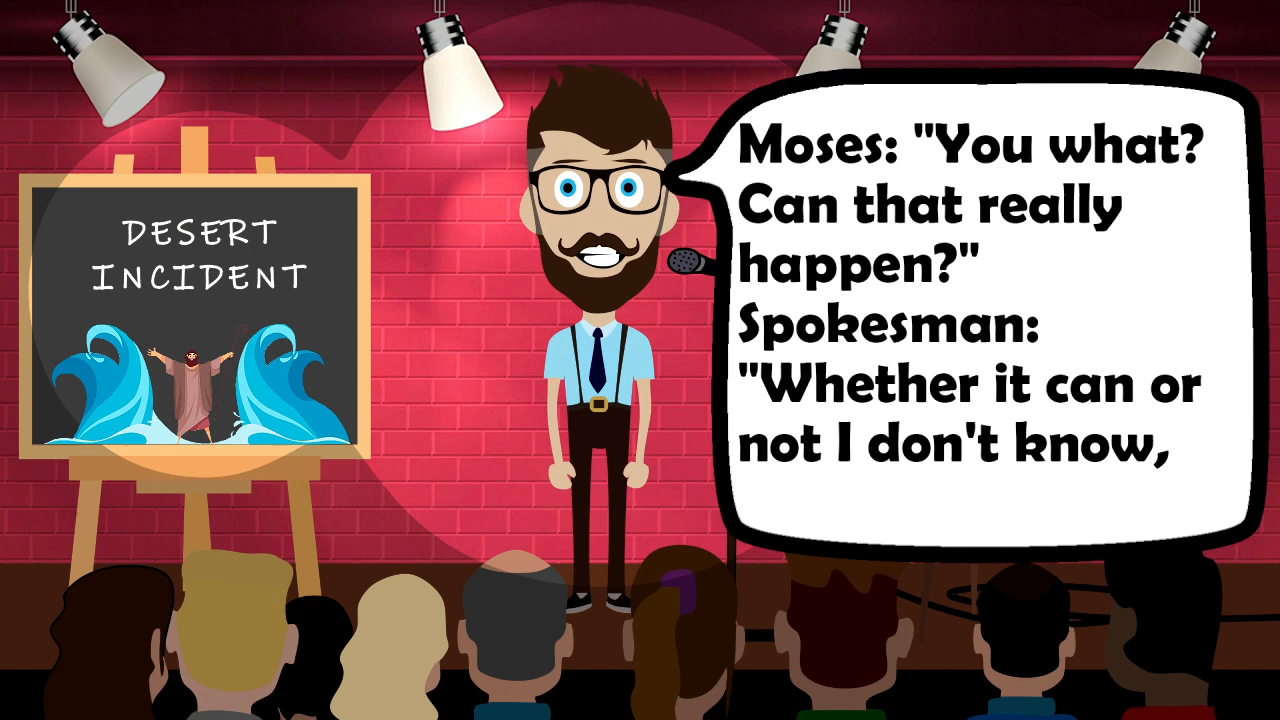 DESERT
INCIDENT
Moses: "You what?
Can that really
happen?"
Spokesman:
"Whether it can or
not I don't know,